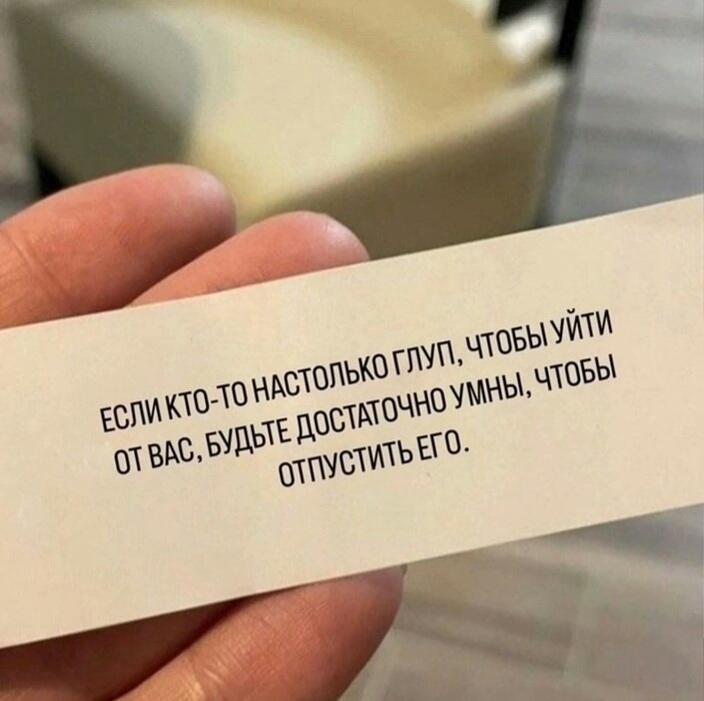 ЕСЛИ КТО-ТО НАСТОЛЬКО ГЛУП, ЧТОБЫ УЙТИ
ОТ ВАС, БУДЬТЕ ДОСТАТОЧНО УМНЫ, ЧТОБЫ
ОТПУСТИТЬ ЕГО.